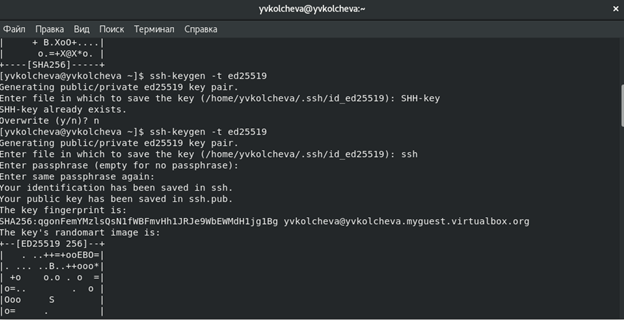 yvkolcheva@yvkolcheva:~
Файл Правка Вид Поиск Терминал Справка
|     + B.XoO+....|
|      o.=+X@X*o. |
+----[SHA256]-----+
[yvkolcheva@yvkolcheva ~]$ ssh-keygen -t ed25519
Generating public/private ed25519 key pair.
Enter file in which to save the key (/home/yvkolcheva/.ssh/id_ed25519): SHH-key
SHH-key already exists.
Overwrite (y/n)? n
[yvkolcheva@yvkolcheva ~]$ ssh-keygen -t ed25519
Generating public/private ed25519 key pair.
Enter file in which to save the key (/home/yvkolcheva/.ssh/id_ed25519): ssh
Enter passphrase (empty for no passphrase):
Enter same passphrase again:
Your identification has been saved in ssh.
Your public key has been saved in ssh.pub.
The key fingerprint is:
SHA256:qgonFemYMzlsQsN1fWBFmvHh1JRJe9WbEWMdH1jg1Bg yvkolcheva@yvkolcheva.myguest.virtualbox.org
The key's randomart image is:
+--[ED25519 256]--+
|   . ..++=+ooEBO=|
|. ... ..B..++ooo*|
| +o    o.o . o  =|
|o=..        .  o |
|Ooo     S        |
|o=     .         |